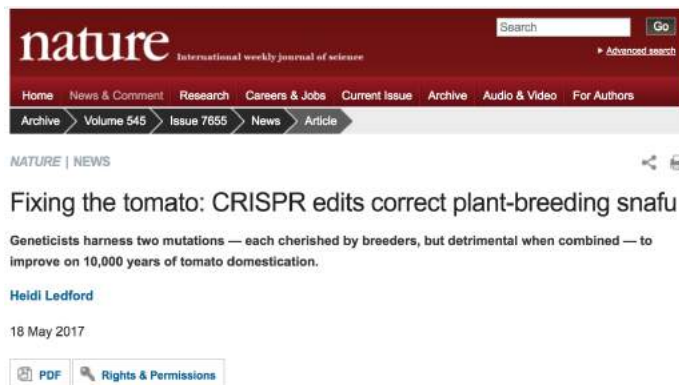 Search
Go
nature International weekly journal of science
Advanced search
Home News & Comment Research Careers & Jobs Current Issue Archive Audio & Video For Authors
Archive Volume 545 Issue 7655 News Article
NATURE | NEWS
Fixing the tomato: CRISPR edits correct plant-breeding snafu
Geneticists harness two mutations — each cherished by breeders, but detrimental when combined — to
improve on 10,000 years of tomato domestication.
Heidi Ledford
18 May 2017
PDF Rights & Permissions